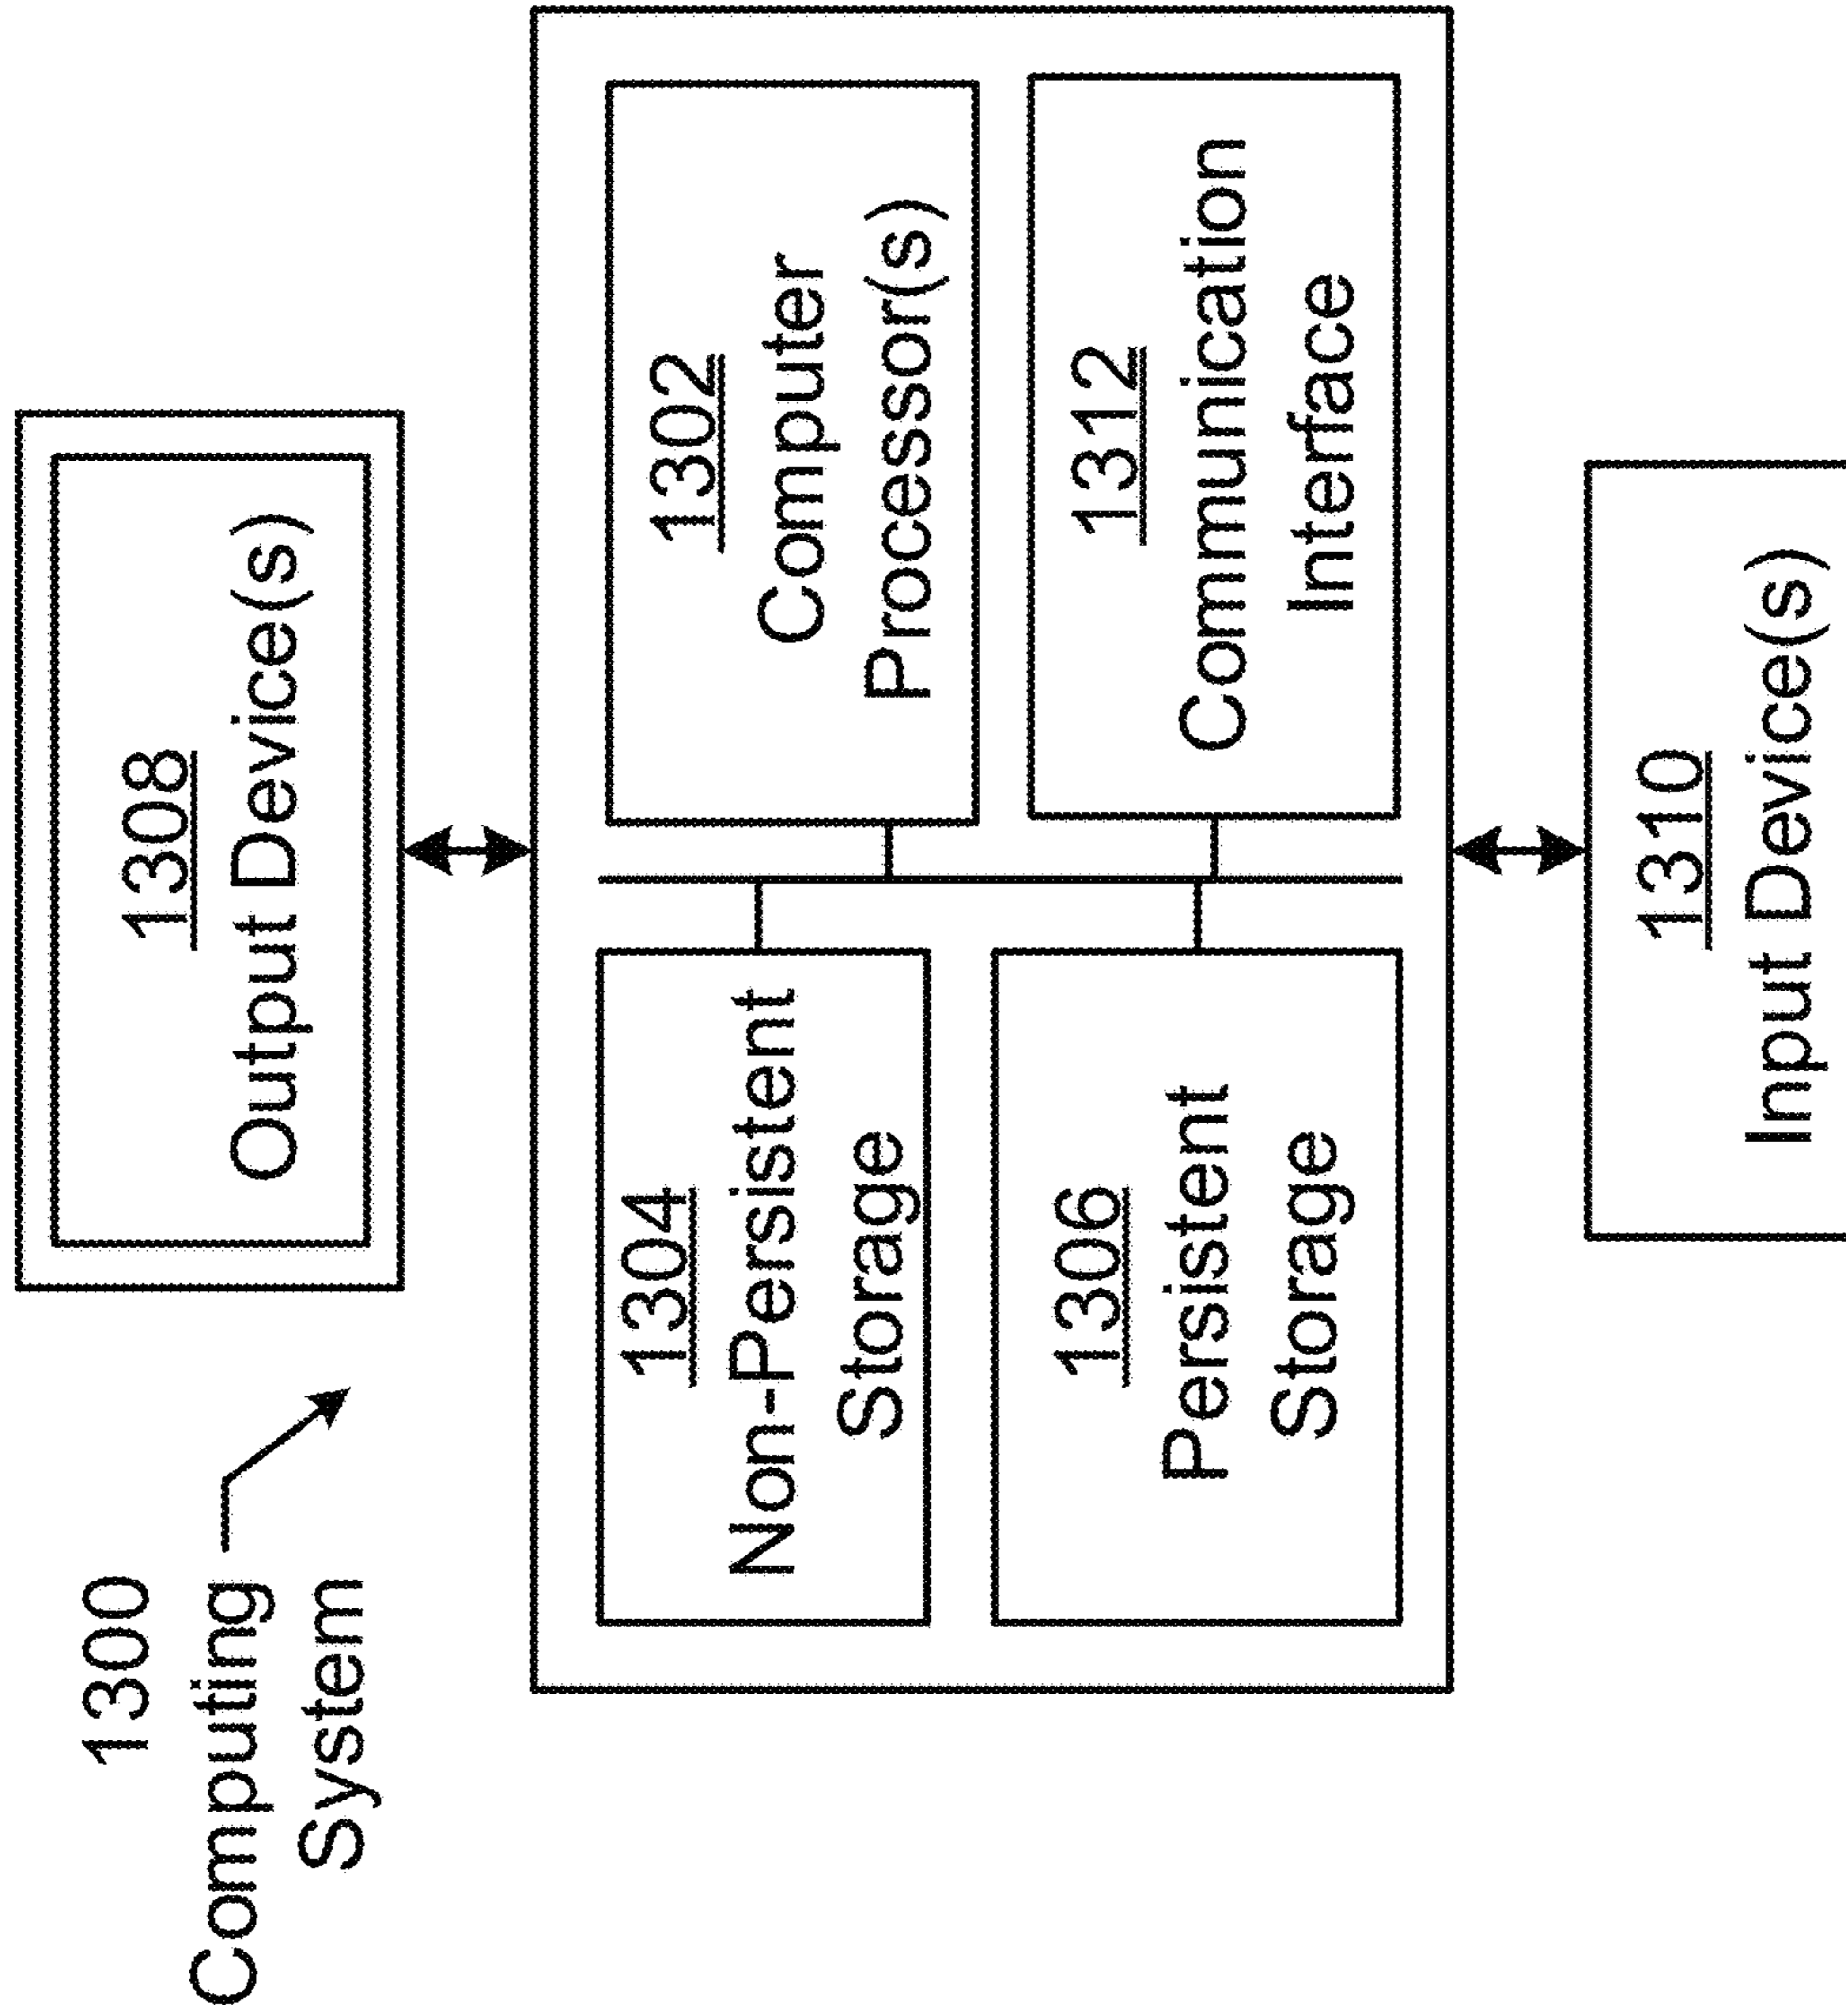 1300
Computing
System
1308
Output Device(s)
1304
Non-Persistent
Storage
1302
Computer
Processor(s)
1306
Persistent
Storage
1312
Communication
Interface
1310
Input Device(s)